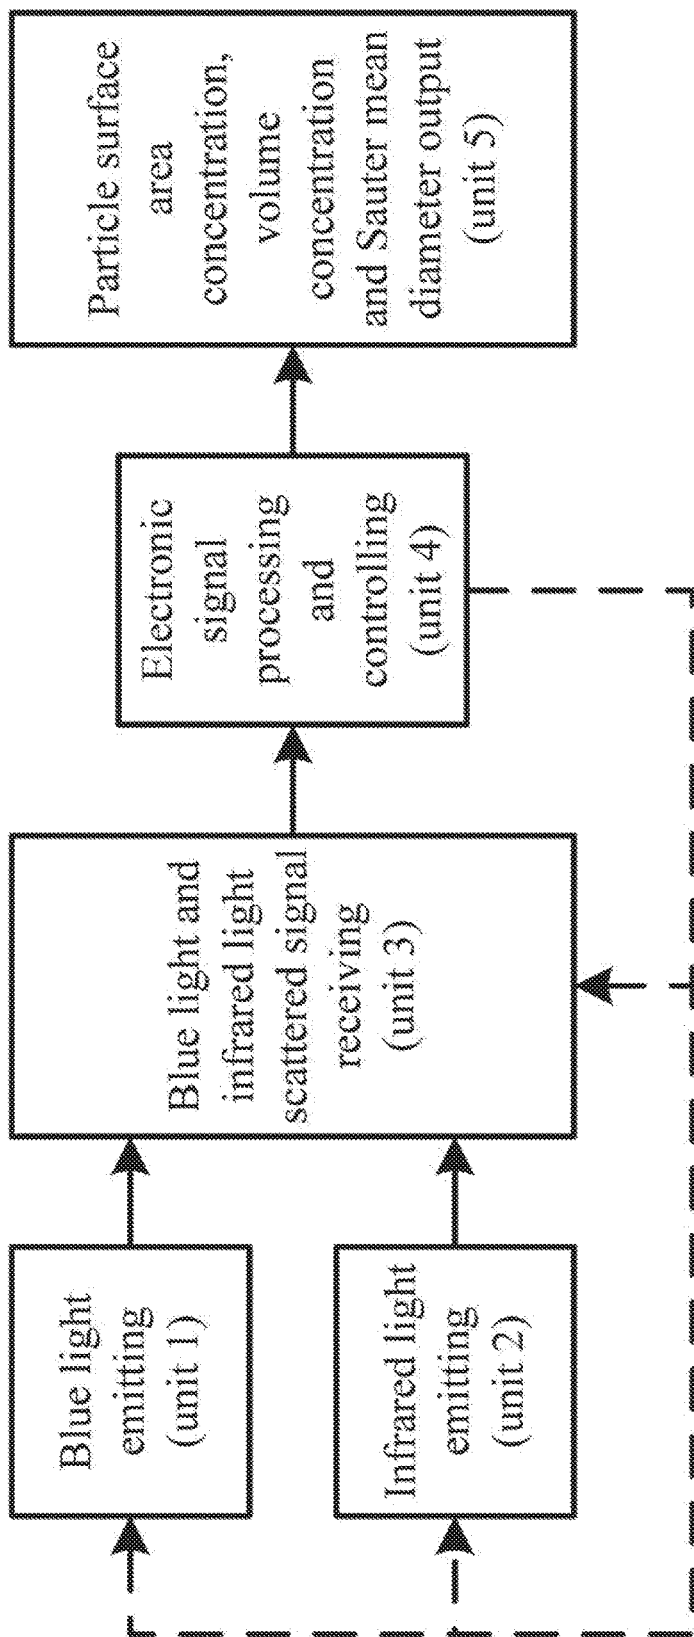 Blue light
emitting
(unit 1)
Infrared light
emitting
(unit 2)
Blue light and
infrared light
scattered signal
receiving
(unit 3)
Electronic
signal
processing
and
controlling
(unit 4)
Particle surface
area
concentration,
volume
concentration
and Sauter mean
diameter output
(unit 5)